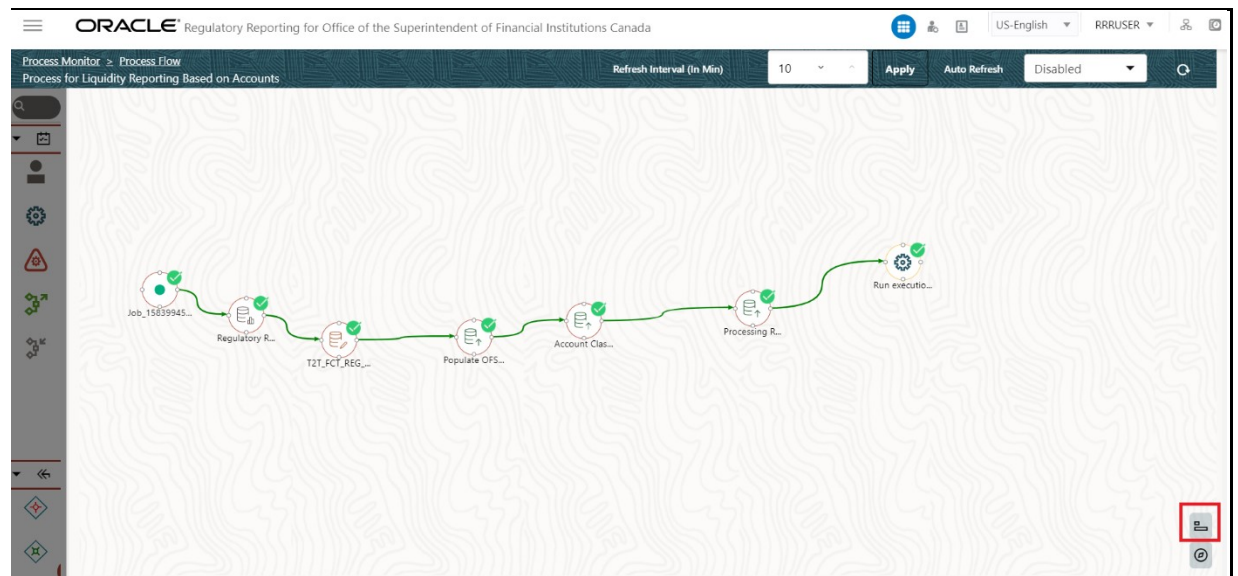 ORACLE® Regulatory Reporting for Office of the Superintendent of Financial Institutions Canada
US-English
RRRUSER
Process Monitor > Process Flow
Process for Liquidity Reporting Based on Accounts
Refresh Interval (In Min)
10
Apply
Auto Refresh
Disabled
Run executio...
Job_15839945...
Regulatory R...
T2T_FCT_REG_...
Populate OFS...
Account Clas...
Processing R...